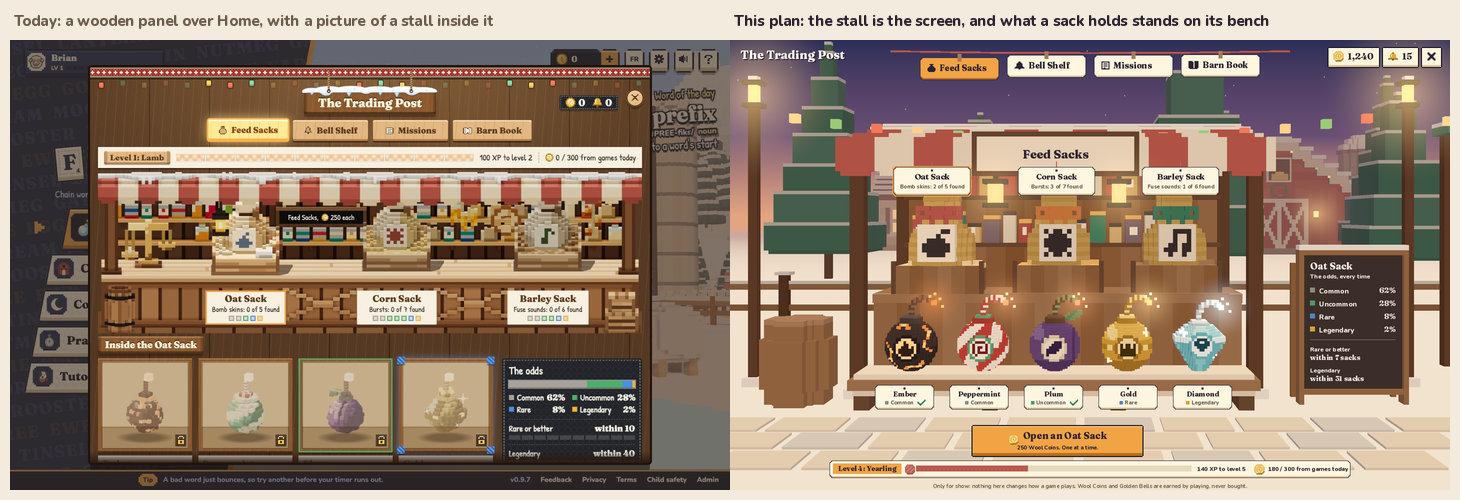 Today: a wooden panel over Home, with a picture of a stall inside it
Brian
LV 1
0
FR
?
The Trading Post
0 0
Feed Sacks
Bell Shelf
Missions
Barn Book
Level 1: Lamb
100 XP to level 2
0 / 300 from games today
Feed Sacks, 250 each
Oat Sack
Bomb skins: 0 of 5 found
Corn Sack
Bursts: 0 of 7 found
Barley Sack
Fuse sounds: 0 of 6 found
Inside the Oat Sack
The odds
Common 62%
Uncommon 28%
Rare 8%
Legendary 2%
Rare or better within 10
Legendary within 40
Word of the day
prefix
noun
to a word's start
F
Chain
Tip
A bad word just bounces, so try another before your timer runs out.
v0.9.7
Feedback
Privacy
Terms
Child safety
Admin
This plan: the stall is the screen, and what a sack holds stands on its bench
The Trading Post
Feed Sacks
Bell Shelf
Missions
Barn Book
1,240
15
Feed Sacks
Oat Sack
Bomb skins: 2 of 5 found
Corn Sack
Bursts: 3 of 7 found
Barley Sack
Fuse sounds: 1 of 6 found
Oat Sack
The odds, every time
Common 62%
Uncommon 28%
Rare 8%
Legendary 2%
Rare or better
within 7 sacks
Legendary
within 31 sacks
Ember
Common
Peppermint
Common
Plum
Uncommon
Gold
Rare
Diamond
Legendary
Open an Oat Sack
250 Wool Coins. One at a time.
Level 4: Yearling
140 XP to level 5
180 / 300 from games today
Only for show: nothing here changes how a game plays. Wool Coins and Golden Bells are earned by playing, never bought.